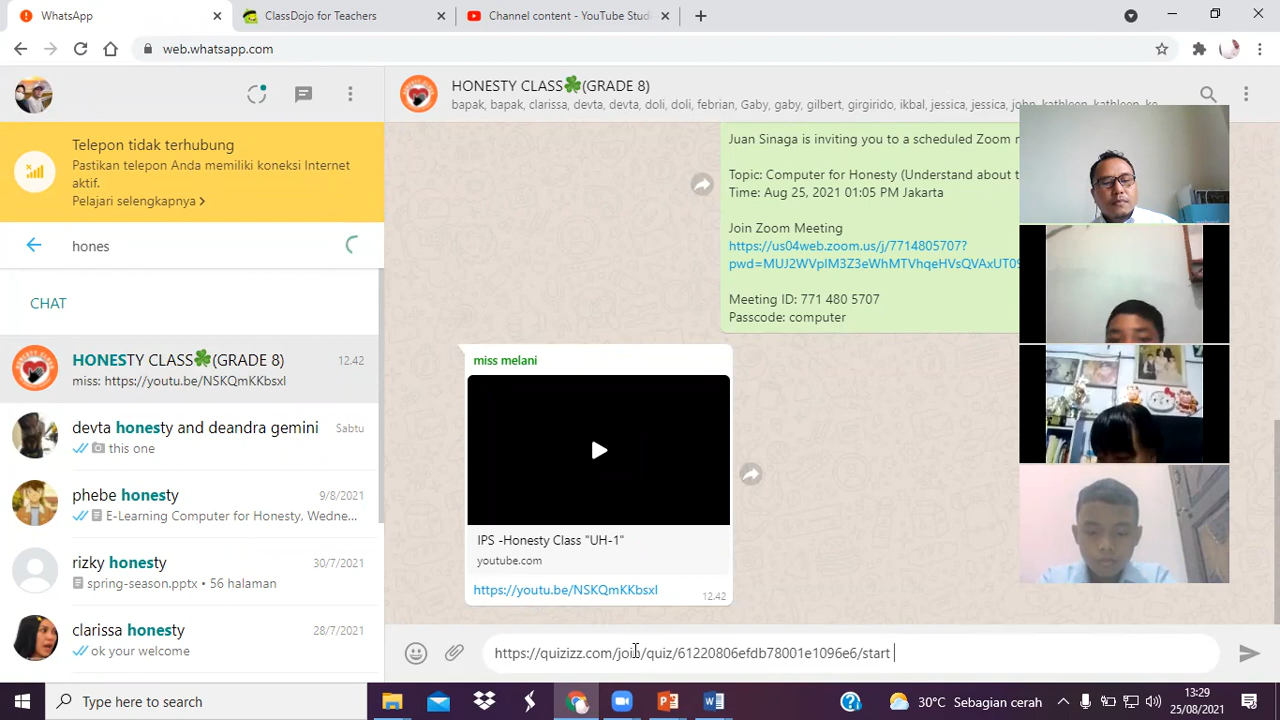 WhatsApp
ClassDojo for Teachers
Channel content - YouTube Stud
web.whatsapp.com
Telepon tidak terhubung
Pastikan telepon Anda memiliki koneksi Internet
aktif.
Pelajari selengkapnya >
hones
CHAT
HONESTY CLASS🍀(GRADE 8)
12.42
miss: https://youtu.be/NSKQmKKbsxI
devta honesty and deandra gemini
Sabtu
this one
phebe honesty
9/8/2021
E-Learning Computer for Honesty, Wedne...
rizky honesty
30/7/2021
spring-season.pptx • 56 halaman
clarissa honesty
28/7/2021
ok your welcome
HONESTY CLASS🍀(GRADE 8)
bapak, bapak, clarissa, devta, devta, doli, doli, febrian, Gaby, gaby, gilbert, girgirido, ikbal, jessica, jessica, john, kathleen, kathleen, ke
Juan Sinaga is inviting you to a scheduled Zoom
Topic: Computer for Honesty (Understand about
Time: Aug 25, 2021 01:05 PM Jakarta
Join Zoom Meeting
https://us04web.zoom.us/j/7714805707?
pwd=MUJ2WVpIM3Z3eWhMTVhqeHVsQVAxUT09
Meeting ID: 771 480 5707
Passcode: computer
miss melani
IPS -Honesty Class "UH-1"
youtube.com
https://youtu.be/NSKQmKKbsxI
12.42
https://quizizz.com/join/quiz/61220806efdb78001e1096e6/start
Type here to search
30°C Sebagian cerah
13:29
25/08/2021